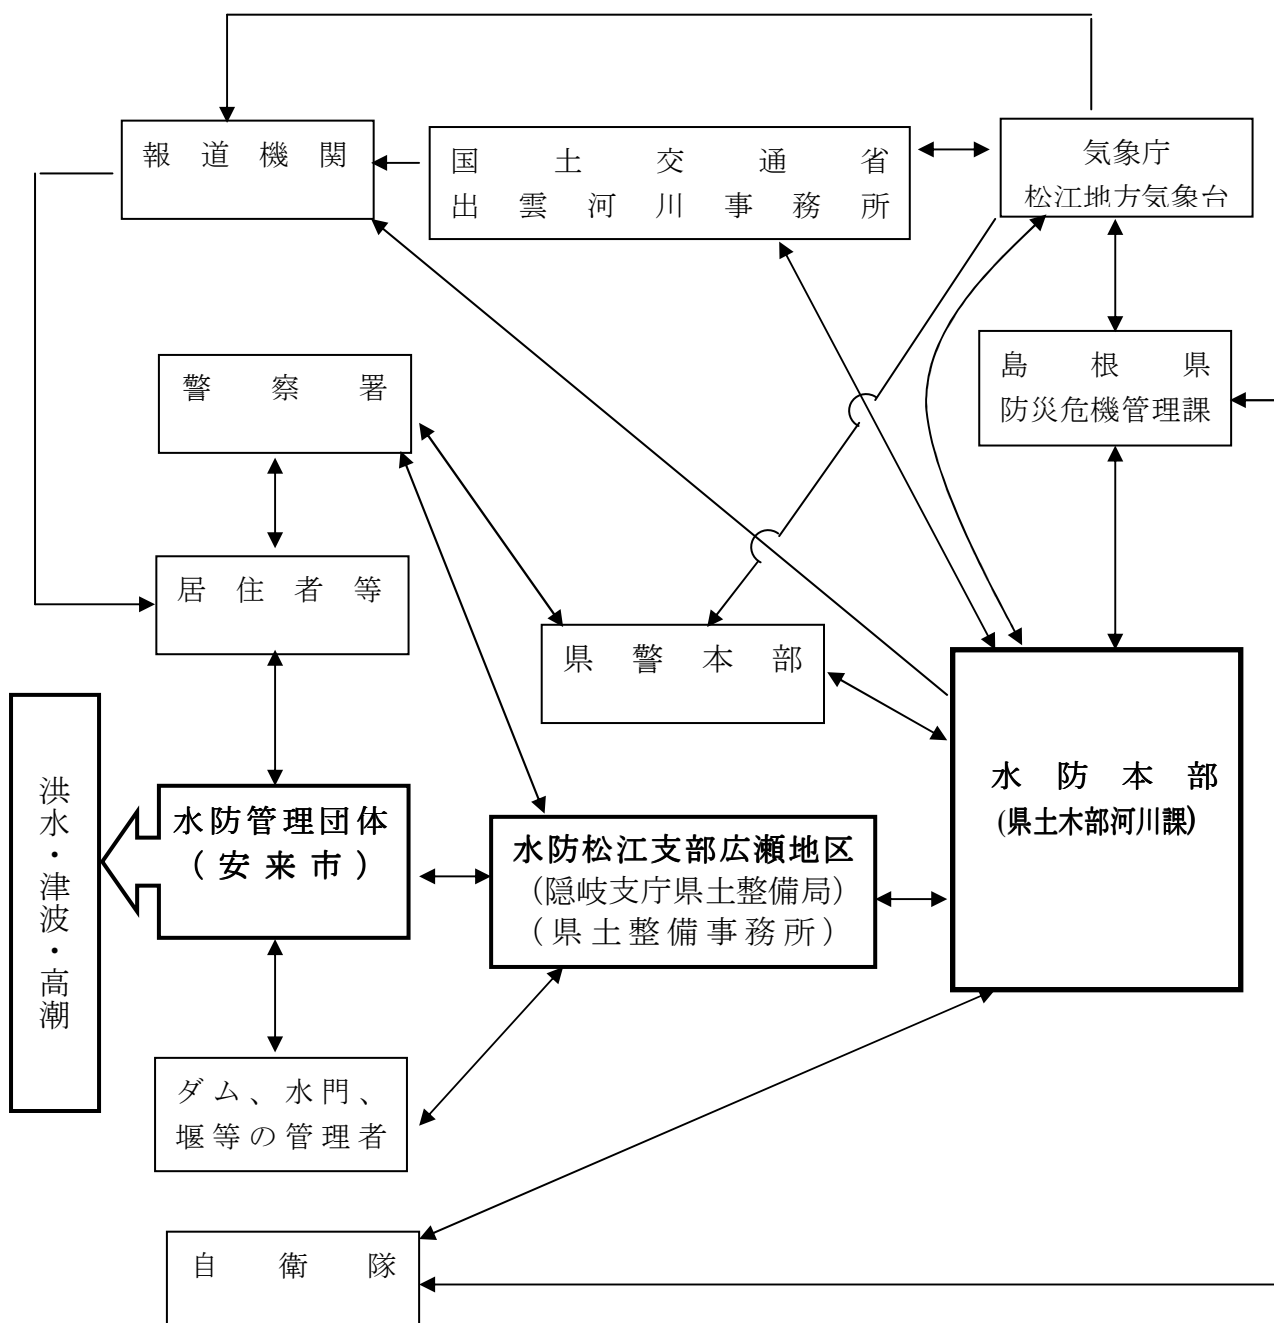 報道機関
国土交通省
出雲河川事務所
気象庁
松江地方気象台
島根県
防災危機管理課
警察署
居住者等
県警本部
水防本部
(県土木部河川課)
洪水・津波・高潮
水防管理団体
(安来市)
水防松江支部広瀬地区
(隠岐支庁県土整備局)
(県土整備事務所)
ダム、水門、
堰等の管理者
自衛隊